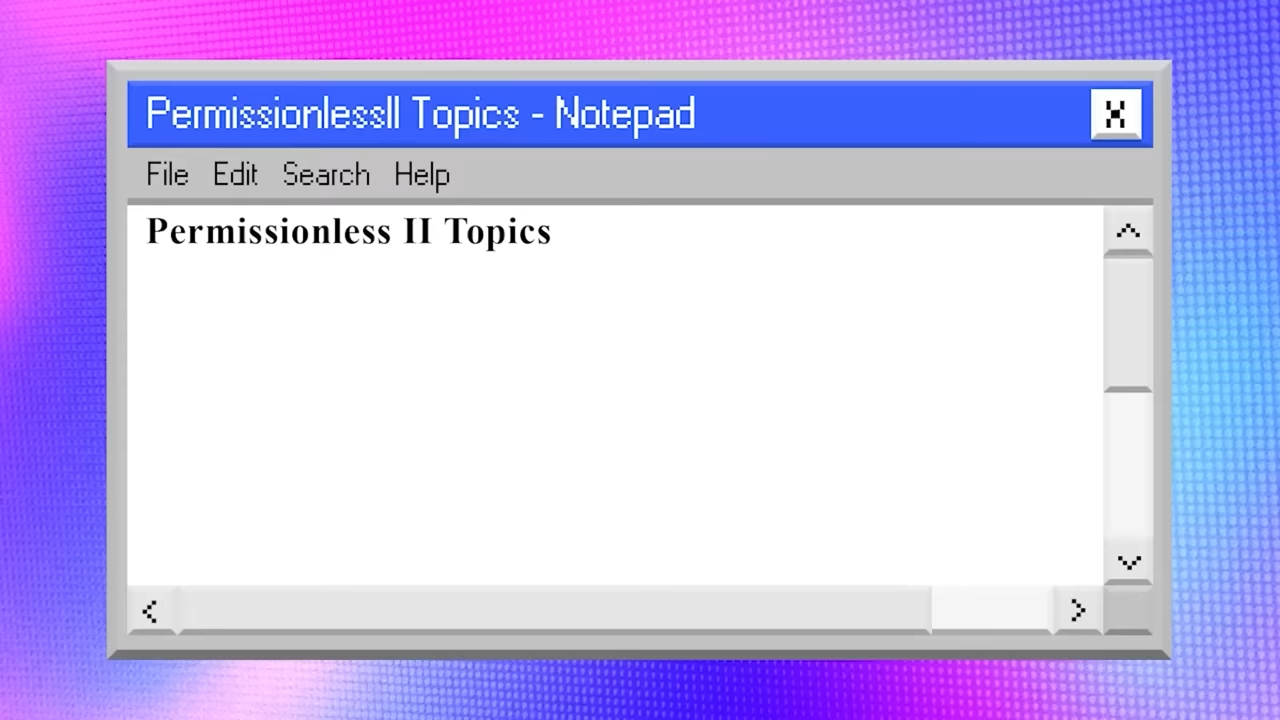 PermissionlessII Topics - Notepad
X
File Edit Search Help
Permissionless II Topics